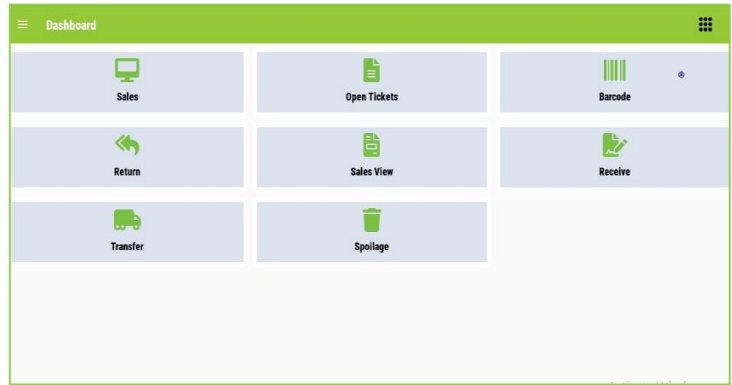 Dashboard
Sales
Open Tickets
Barcode
Return
Sales View
Receive
Transfer
Spoilage